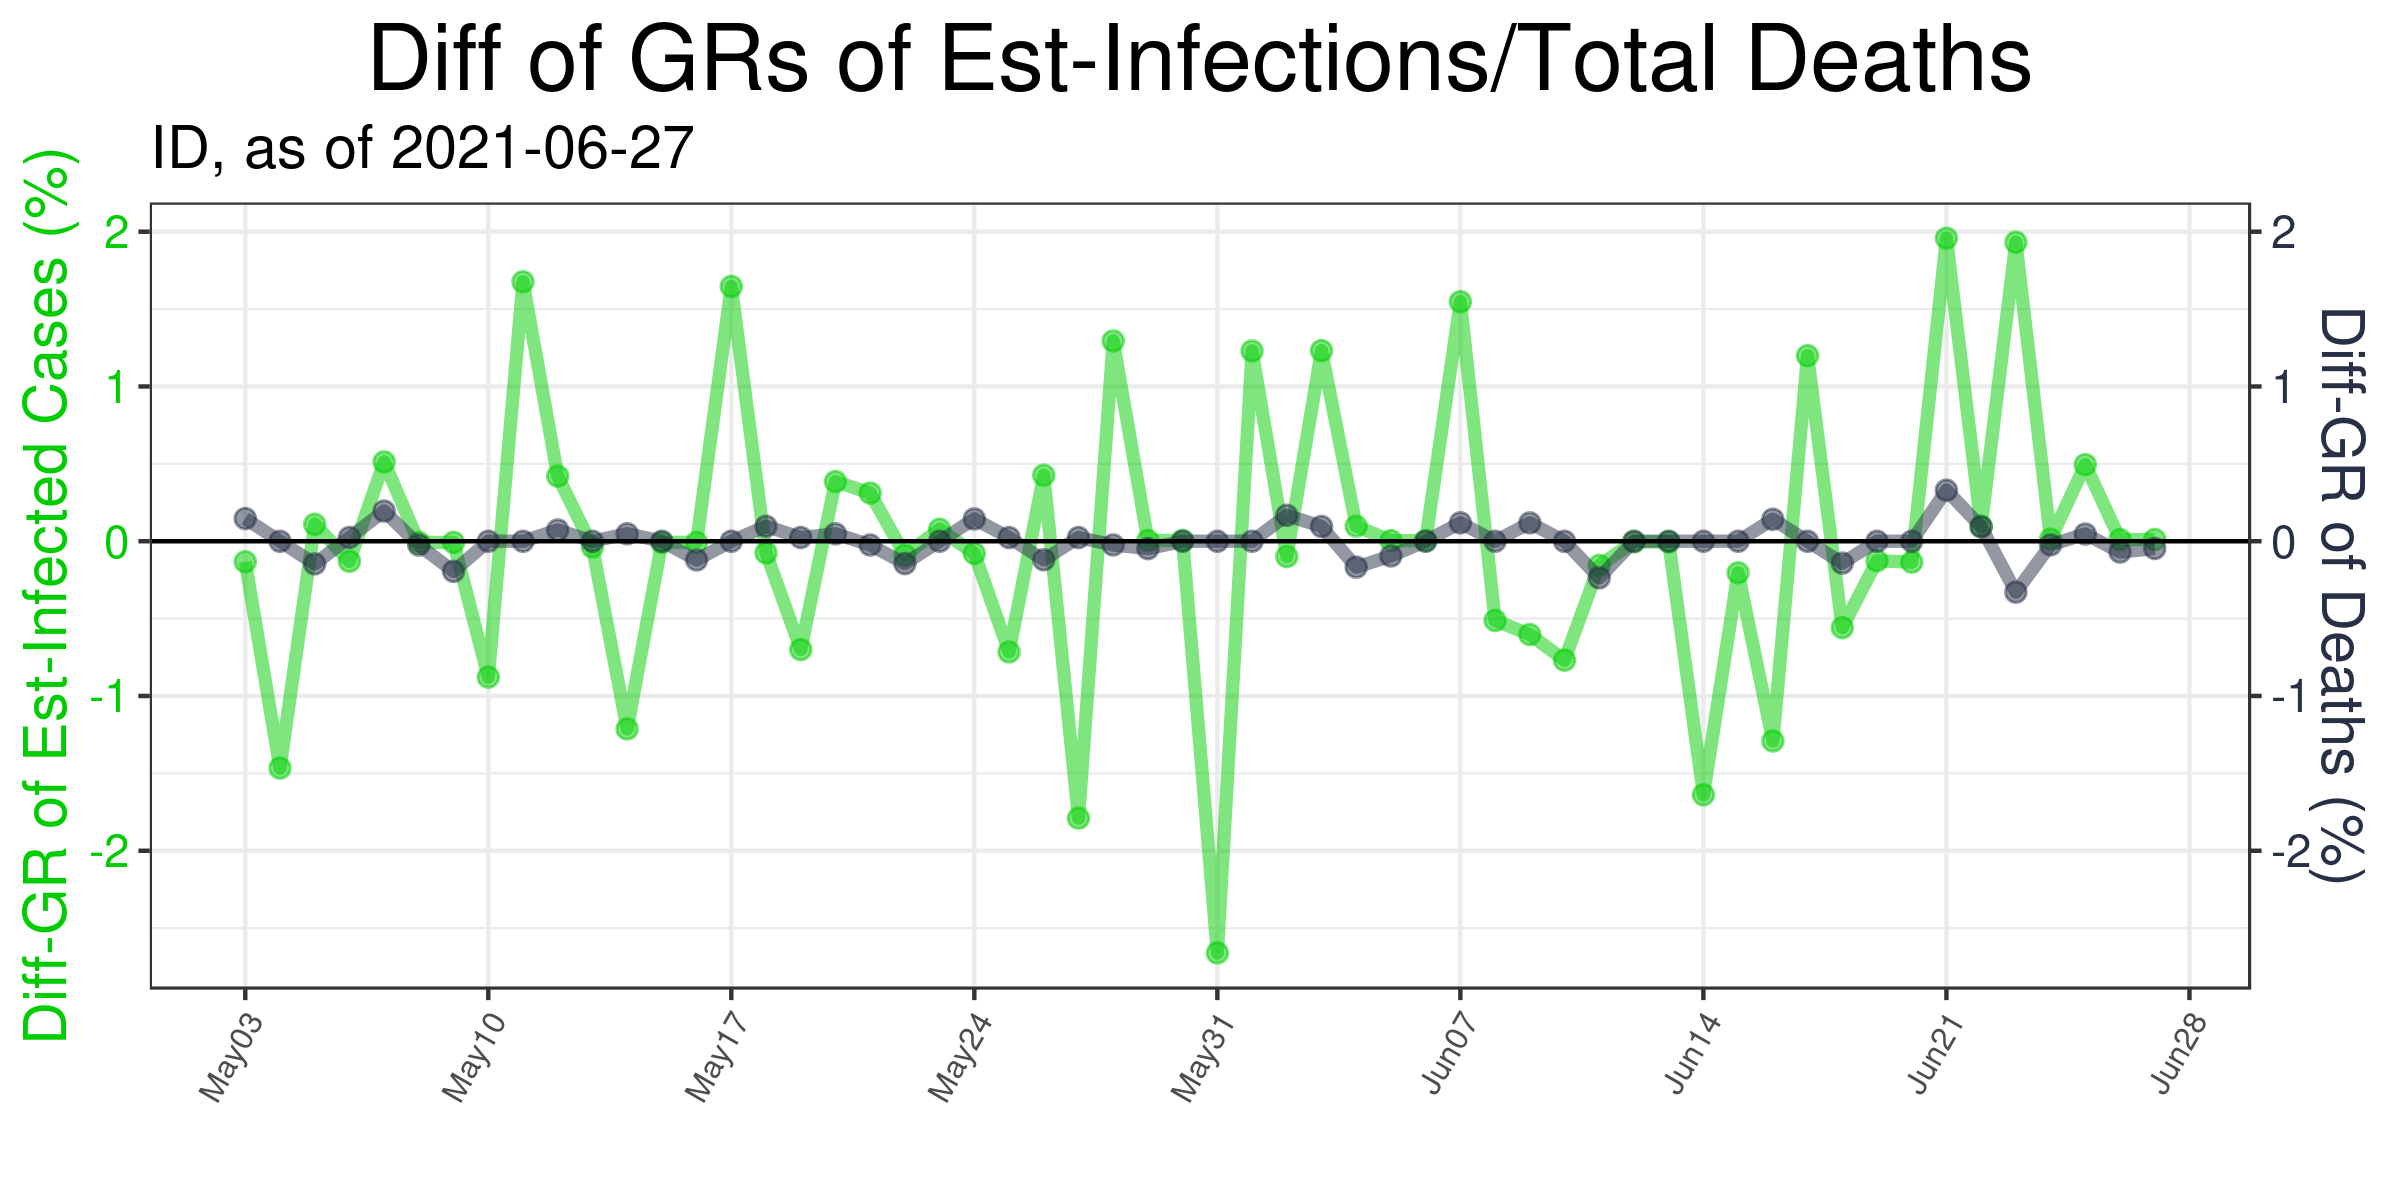 Diff of GRs of Est-Infections/Total Deaths
ID, as of 2021-06-27
Diff-GR of Est-Infected Cases (%)
2
1
0
-1
-2
2
1
0
-1
-2
Diff-GR of Deaths (%)
May03
May10
May17
May24
May31
Jun07
Jun14
Jun21
Jun28